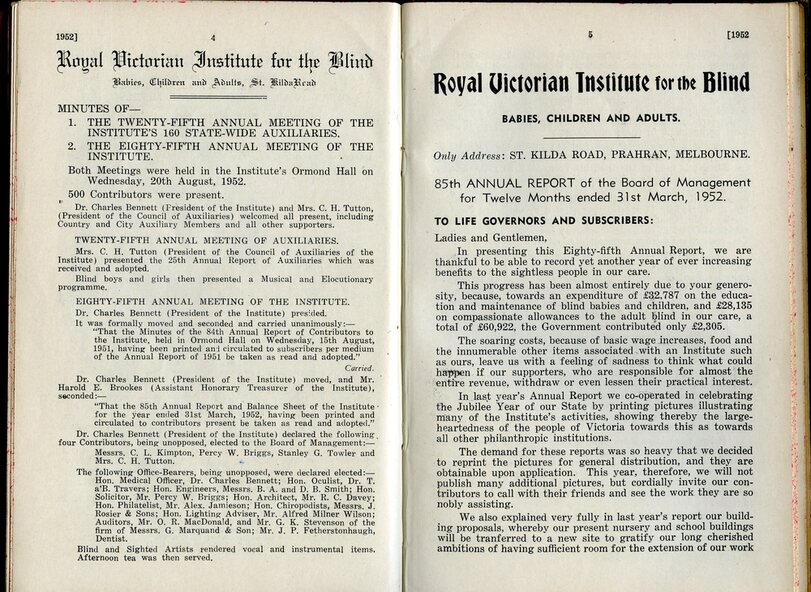 1952]
4
Royal Victorian Institute for the Blind
Babies, Children and Adults, St. Kilda Road
MINUTES OF—
1. THE TWENTY-FIFTH ANNUAL MEETING OF THE
INSTITUTE'S 160 STATE-WIDE AUXILIARIES.
2. THE EIGHTY-FIFTH ANNUAL MEETING OF THE
INSTITUTE.
Both Meetings were held in the Institute's Ormond Hall on
Wednesday, 20th August, 1952.
500 Contributors were present.
Dr. Charles Bennett (President of the Institute) and Mrs. C. H. Tutton,
(President of the Council of Auxiliaries) welcomed all present, including
Country and City Auxiliary Members and all other supporters.
TWENTY-FIFTH ANNUAL MEETING OF AUXILIARIES.
Mrs. C. H. Tutton (President of the Council of Auxiliaries of the
Institute) presented the 25th Annual Report of Auxiliaries which was
received and adopted.
Blind boys and girls then presented a Musical and Elocutionary
programme.
EIGHTY-FIFTH ANNUAL MEETING OF THE INSTITUTE.
Dr. Charles Bennett (President of the Institute) presided.
It was formally moved and seconded and carried unanimously:—
"That the Minutes of the 84th Annual Report of Contributors to
the Institute, held in Ormond Hall on Wednesday, 15th August,
1951, having been printed and circulated to subscribers per medium
of the Annual Report of 1951 be taken as read and adopted."
Carried.
Dr. Charles Bennett (President of the Institute) moved, and Mr.
Harold E. Brookes (Assistant Honorary Treasurer of the Institute),
seconded:—
"That the 85th Annual Report and Balance Sheet of the Institute
for the year ended 31st March, 1952, having been printed and
circulated to contributors present be taken as read and adopted."
Dr. Charles Bennett (President of the Institute) declared the following
four Contributors, being unopposed, elected to the Board of Management:—
Messrs. C. L. Kimpton, Percy W. Briggs, Stanley G. Towler and
Mrs. C. H. Tutton.
The following Office-Bearers, being unopposed, were declared elected:—
Hon. Medical Officer, Dr. Charles Bennett; Hon. Oculist, Dr. T.
a'B. Travers; Hon. Engineers, Messrs. B. A. and D. B. Smith; Hon.
Solicitor, Mr. Percy W. Briggs; Hon. Architect, Mr. R. C. Davey;
Hon. Philatelist, Mr. Alex. Jamieson; Hon. Chiropodists, Messrs. J.
Rosier & Sons; Hon. Lighting Adviser, Mr. Alfred Milner Wilson;
Auditors, Mr. O. R. MacDonald, and Mr. G. K. Stevenson of the
firm of Messrs. G. Marquand & Son; Mr. J. P. Fetherstonhaugh,
Dentist.
Blind and Sighted Artists rendered vocal and instrumental items.
Afternoon tea was then served.
5
[1952
Royal Victorian Institute for the Blind
BABIES, CHILDREN AND ADULTS.
Only Address: ST. KILDA ROAD, PRAHRAN, MELBOURNE.
85th ANNUAL REPORT of the Board of Management
for Twelve Months ended 31st March, 1952.
TO LIFE GOVERNORS AND SUBSCRIBERS:
Ladies and Gentlemen,
In presenting this Eighty-fifth Annual Report, we are
thankful to be able to record yet another year of ever increasing
benefits to the sightless people in our care.
This progress has been almost entirely due to your genero-
sity, because, towards an expenditure of £32,787 on the educa-
tion and maintenance of blind babies and children, and £28,135
on compassionate allowances to the adult blind in our care, a
total of £60,922, the Government contributed only £2,305.
The soaring costs, because of basic wage increases, food and
the innumerable other items associated with an Institute such
as ours, leave us with a feeling of sadness to think what could
happen if our supporters, who are responsible for almost the
entire revenue, withdraw or even lessen their practical interest.
In last year's Annual Report we co-operated in celebrating
the Jubilee Year of our State by printing pictures illustrating
many of the Institute's activities, showing thereby the large-
heartedness of the people of Victoria towards this as towards
all other philanthropic institutions.
The demand for these reports was so heavy that we decided
to reprint the pictures for general distribution, and they are
obtainable upon application. This year, therefore, we will not
publish many additional pictures, but cordially invite our con-
tributors to call with their friends and see the work they are so
nobly assisting.
We also explained very fully in last year's report our build-
ing proposals, whereby our present nursery and school buildings
will be tranferred to a new site to gratify our long cherished
ambitions of having sufficient room for the extension of our work